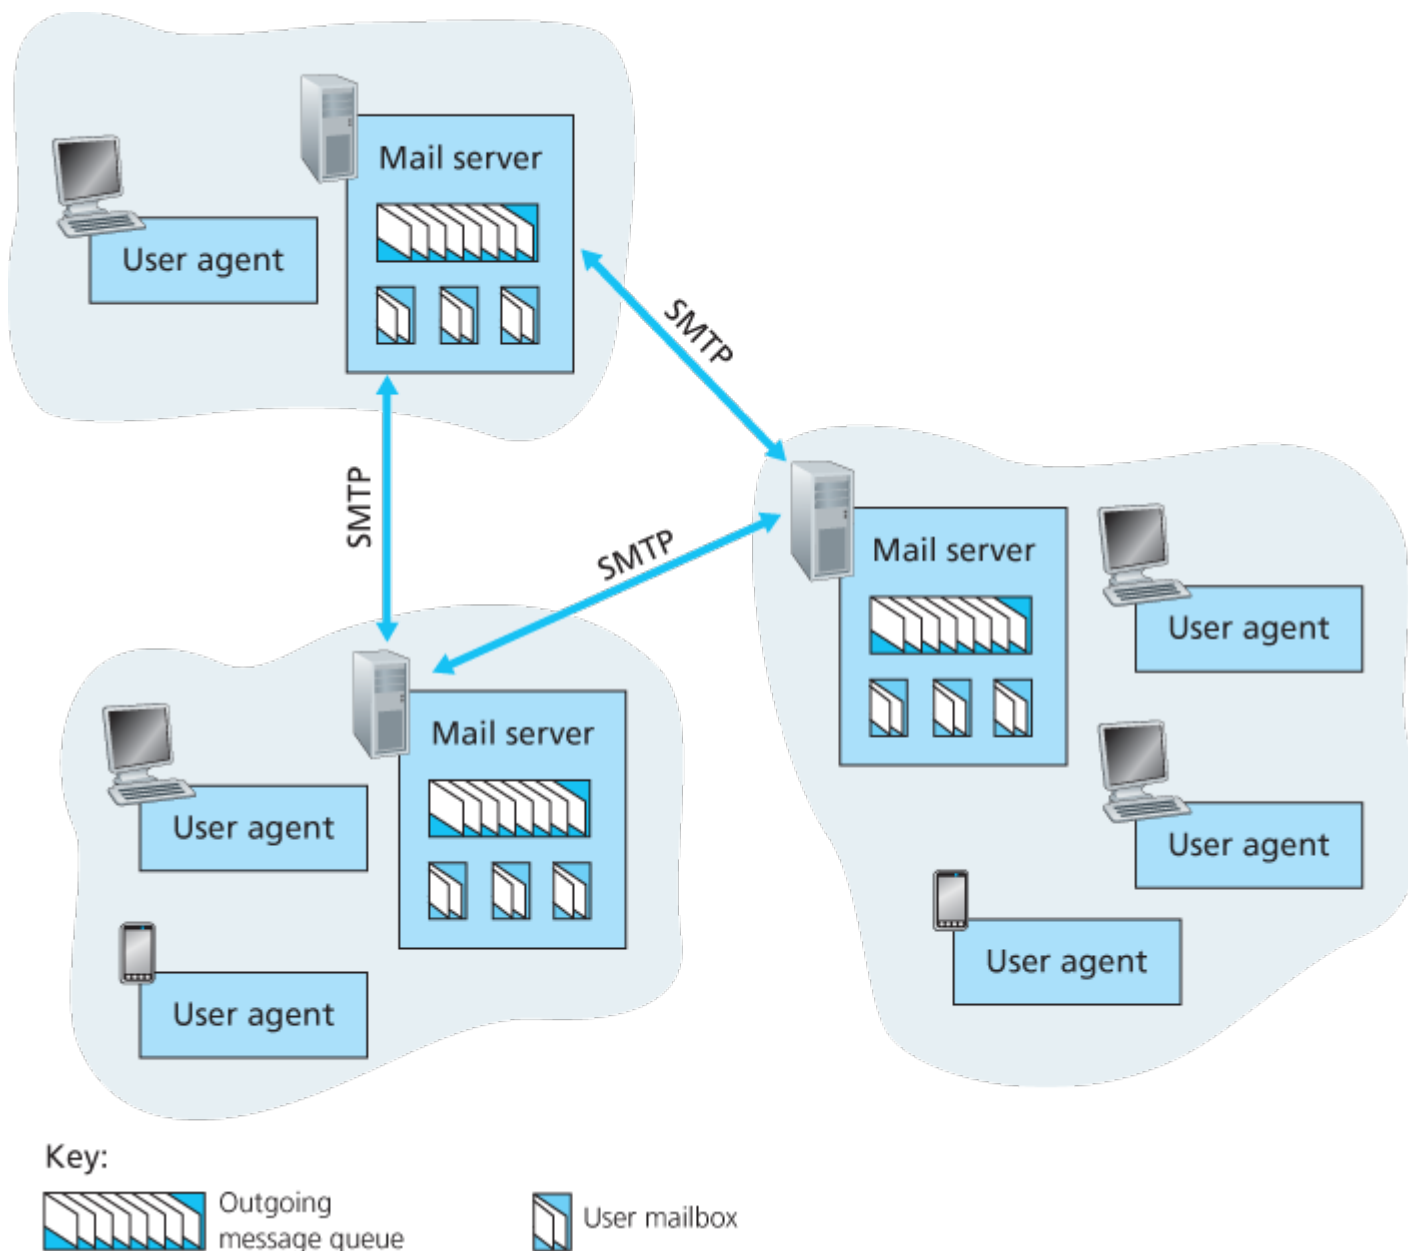 Mail server
User agent
SMTP
SMTP
SMTP
Mail server
User agent
User agent
Mail server
User agent
User agent
User agent
Key:
Outgoing
message queue
User mailbox